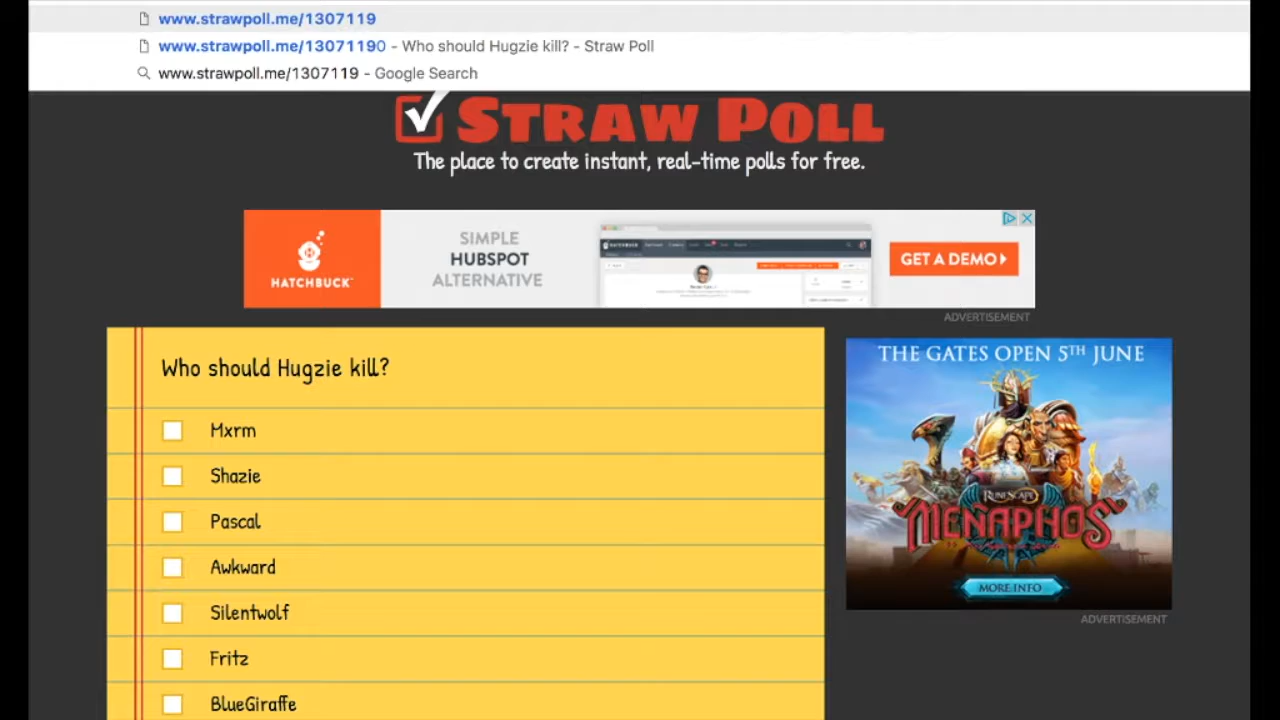 www.strawpoll.me/1307119
www.strawpoll.me/13071190 - Who should Hugzie kill? - Straw Poll
www.strawpoll.me/1307119 - Google Search
STRAW POLL
The place to create instant, real-time polls for free.
HATCHBUCK
SIMPLE
HUBSPOT
ALTERNATIVE
HATCHBUCK
GET A DEMO
ADVERTISEMENT
Who should Hugzie kill?
Mxrm
Shazie
Pascal
Awkward
Silentwolf
Fritz
BlueGiraffe
THE GATES OPEN 5TH JUNE
RUNESCAPE
MENAPHOS
MORE INFO
ADVERTISEMENT